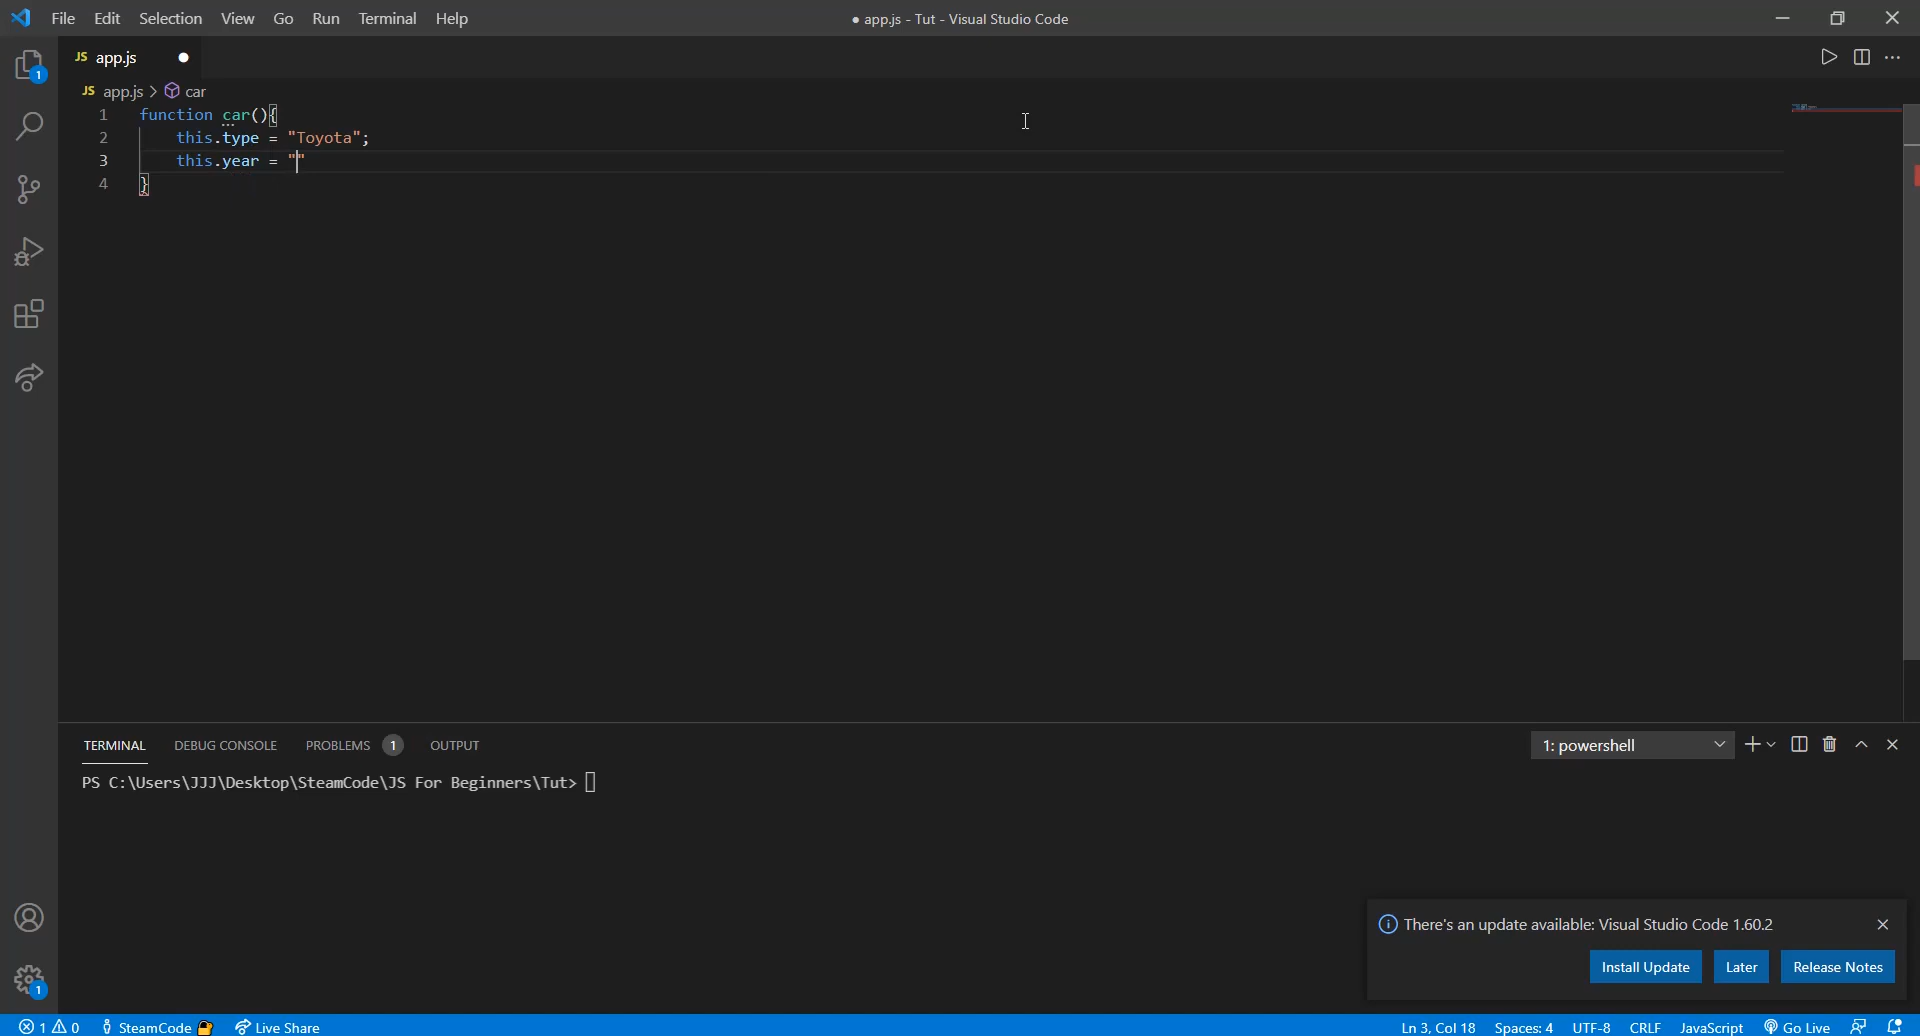 File Edit Selection View Go Run Terminal Help
● app.js - Tut - Visual Studio Code
JS app.js ●
JS app.js > car
1 function car(){
2 this.type = "Toyota";
3 this.year = ""
4 }
1
TERMINAL DEBUG CONSOLE PROBLEMS 1 OUTPUT
1: powershell
PS C:\Users\JJJ\Desktop\SteamCode\JS For Beginners\Tut>
There's an update available: Visual Studio Code 1.60.2
Install Update Later Release Notes
1
1 0 SteamCode Live Share
Ln 3, Col 18 Spaces: 4 UTF-8 CRLF JavaScript Go Live